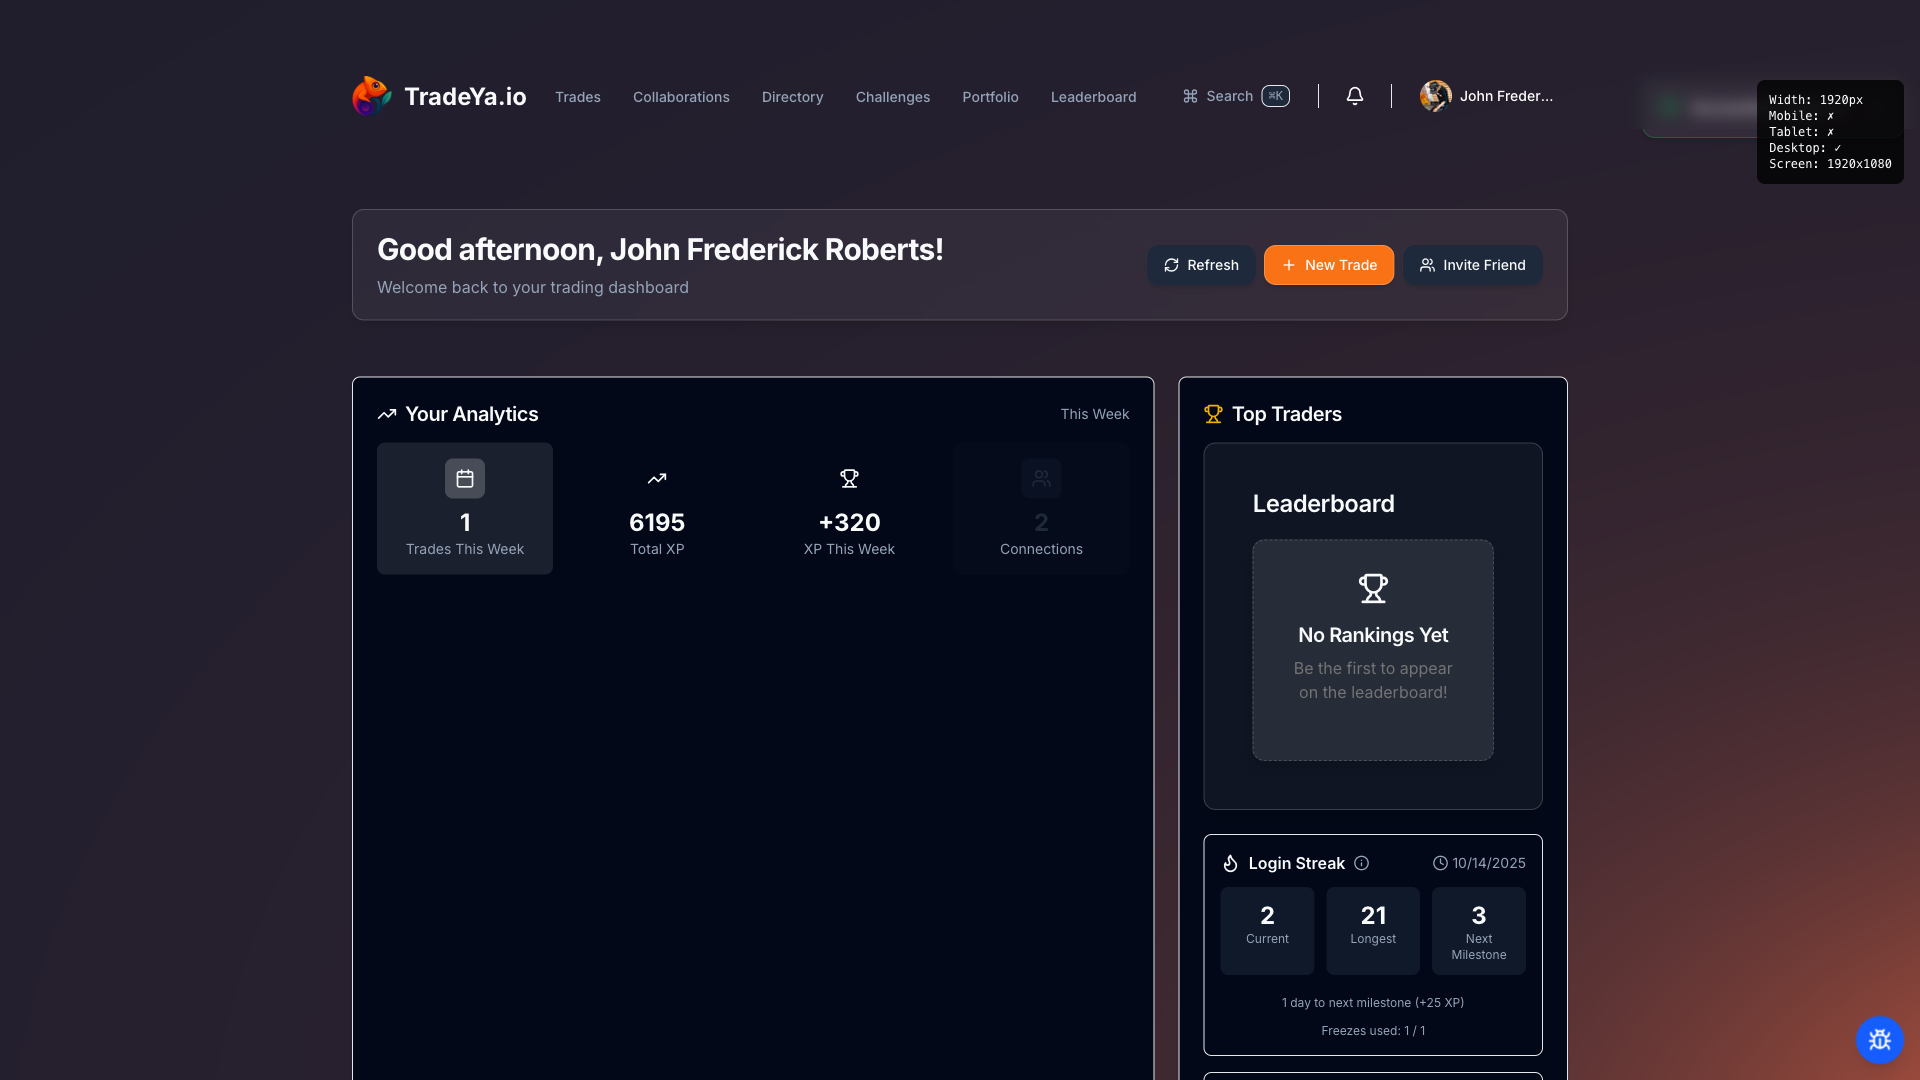 TradeYa.io
Trades
Collaborations
Directory
Challenges
Portfolio
Leaderboard
Search ⌘K
John Freder...
Width: 1920px
Mobile: ✗
Tablet: ✗
Desktop: ✓
Screen: 1920x1080
Good afternoon, John Frederick Roberts!
Welcome back to your trading dashboard
Refresh
New Trade
Invite Friend
Your Analytics
This Week
1
Trades This Week
6195
Total XP
+320
XP This Week
2
Connections
Top Traders
Leaderboard
No Rankings Yet
Be the first to appear
on the leaderboard!
Login Streak
10/14/2025
2
Current
21
Longest
3
Next
Milestone
1 day to next milestone (+25 XP)
Freezes used: 1 / 1